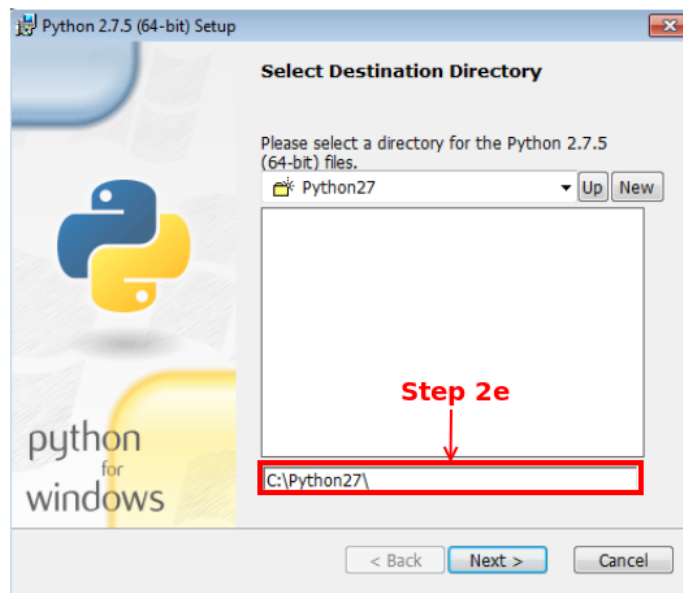 Python 2.7.5 (64-bit) Setup
Select Destination Directory
Please select a directory for the Python 2.7.5
(64-bit) files.
Python27
Up
New
Step 2e
C:\Python27\
python
for
windows
< Back
Next >
Cancel